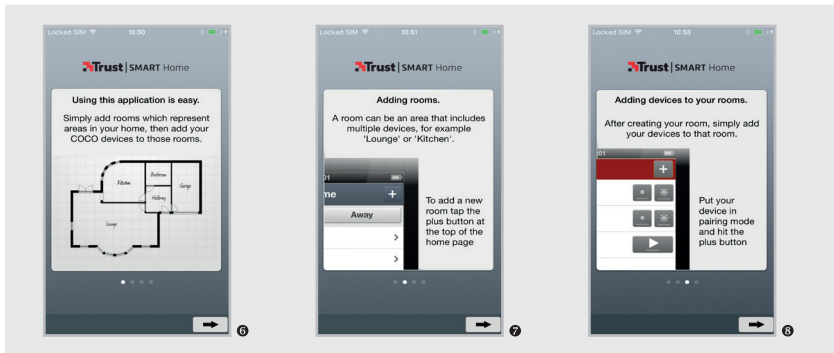 Locked SIM 10:50
Trust SMART Home
Using this application is easy.
Simply add rooms which represent
areas in your home, then add your
COCO devices to those rooms.
Kitchen
Bathroom
Garage
Hallway
Lounge
6
Locked SIM 10:51
Trust SMART Home
Adding rooms.
A room can be an area that includes
multiple devices, for example
'Lounge' or 'Kitchen'.
01
me +
Away
To add a new
room tap the
plus button at
the top of the
home page
7
Locked SIM 10:53
Trust SMART Home
Adding devices to your rooms.
After creating your room, simply add
your devices to that room.
01
+
Put your
device in
pairing mode
and hit the
plus button
8